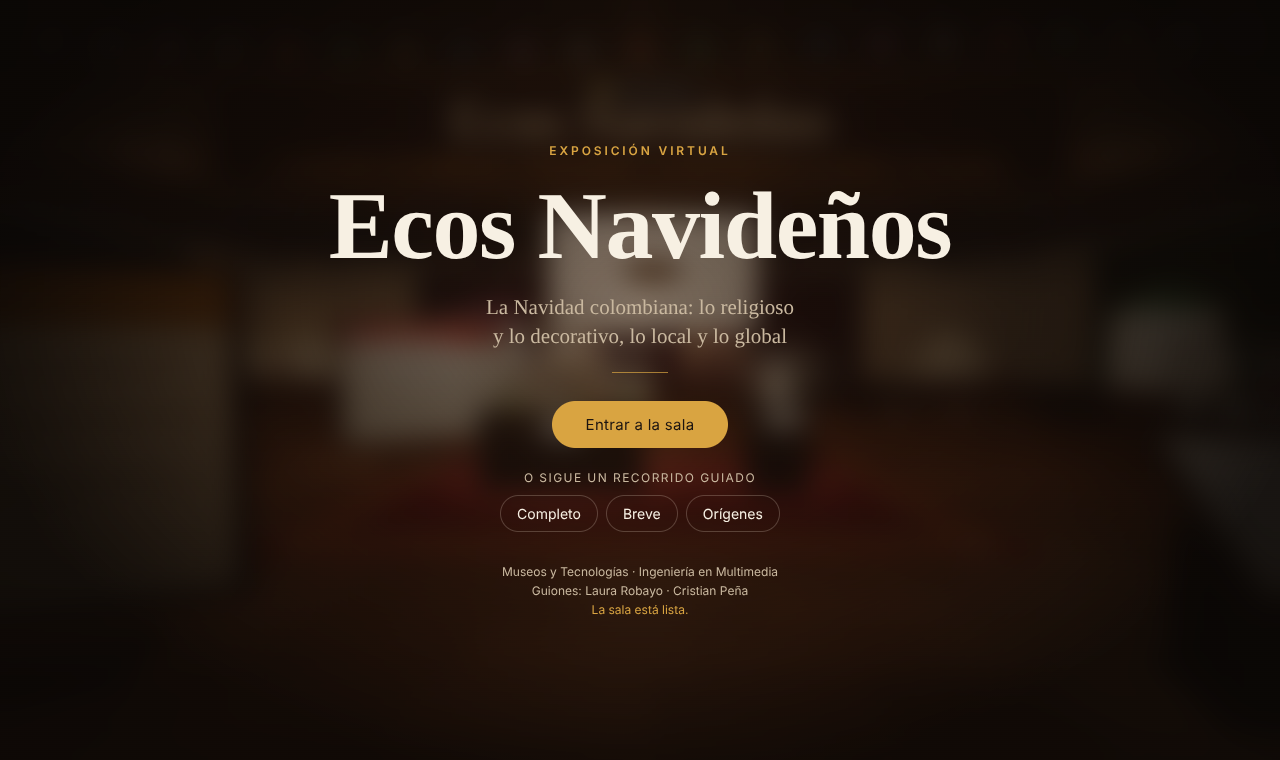 EXPOSICIÓN VIRTUAL
Ecos Navideños
La Navidad colombiana: lo religioso
y lo decorativo, lo local y lo global
Entrar a la sala
O SIGUE UN RECORRIDO GUIADO
Completo Breve Orígenes
Museos y Tecnologías · Ingeniería en Multimedia
Guiones: Laura Robayo · Cristian Peña
La sala está lista.